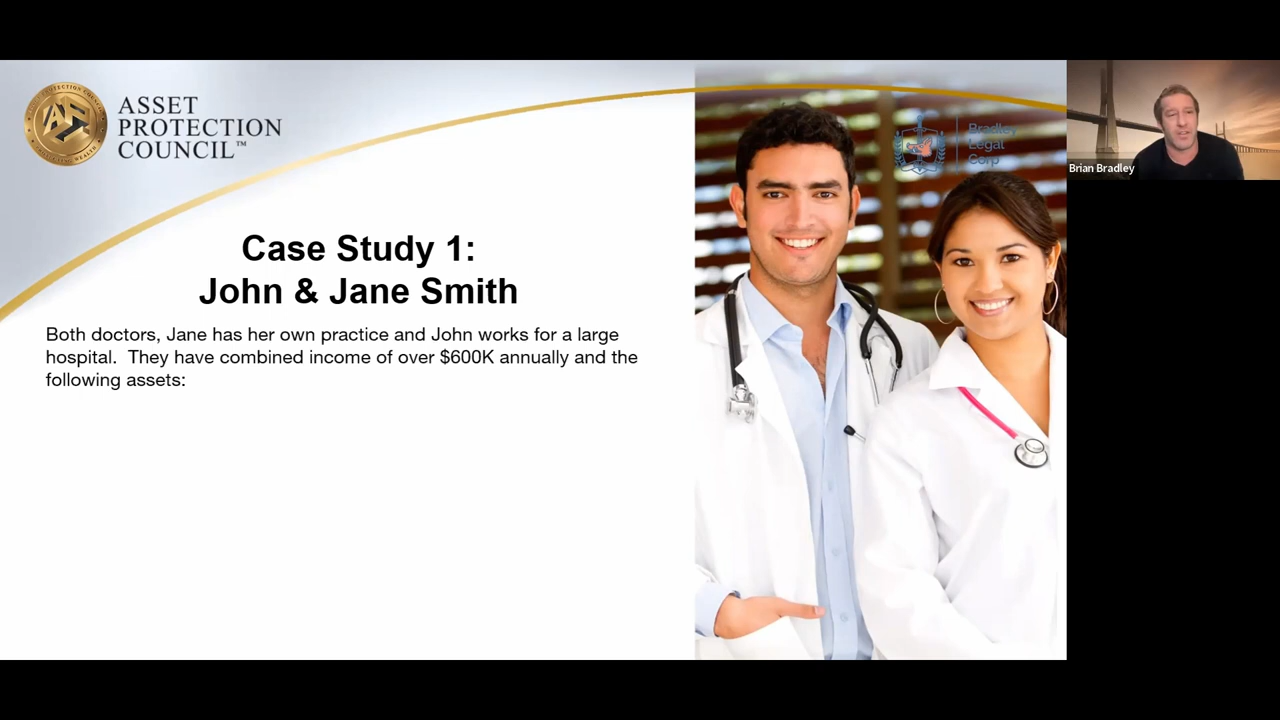 ASSET
PROTECTION
COUNCIL™
Bradley
Legal
Corp
Brian Bradley
Case Study 1:
John & Jane Smith
Both doctors, Jane has her own practice and John works for a large
hospital.  They have combined income of over $600K annually and the
following assets: